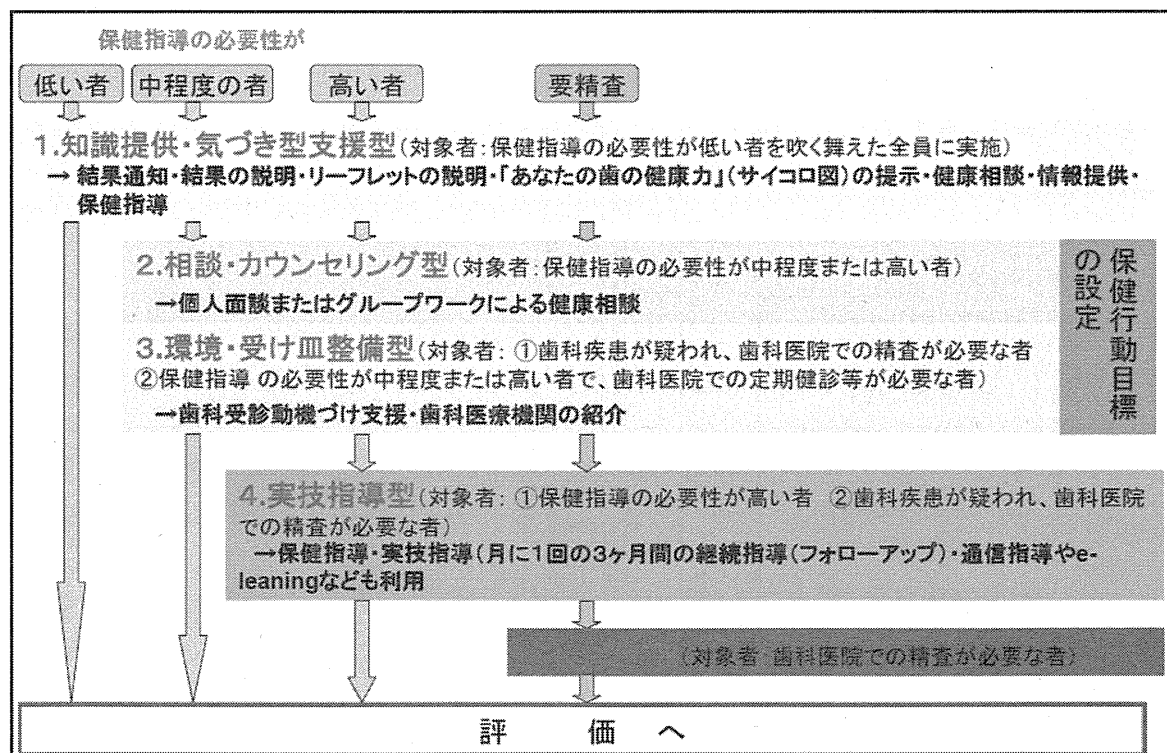 保健指導の必要性が
低い者 中程度の者 高い者 要精査
1.知識提供・気づき型支援型(対象者:保健指導の必要性が低い者を吹く舞えた全員に実施)
→ 結果通知・結果の説明・リーフレットの説明・「あなたの歯の健康力」(サイコロ図)の提示・健康相談・情報提供・
保健指導
2.相談・カウンセリング型(対象者:保健指導の必要性が中程度または高い者)
→個人面談またはグループワークによる健康相談
3.環境・受け皿整備型(対象者: ①歯科疾患が疑われ、歯科医院での精査が必要な者
②保健指導 の必要性が中程度または高い者で、歯科医院での定期健診等が必要な者)
→歯科受診動機づけ支援・歯科医療機関の紹介
保健行動目標
の設定
4.実技指導型(対象者: ①保健指導の必要性が高い者 ②歯科疾患が疑われ、歯科医院
での精査が必要な者)
→保健指導・実技指導(月に1回の3ヶ月間の継続指導(フォローアップ)・通信指導やe-
leaningなども利用
(対象者 歯科医院での精査が必要な者)
評 価 へ